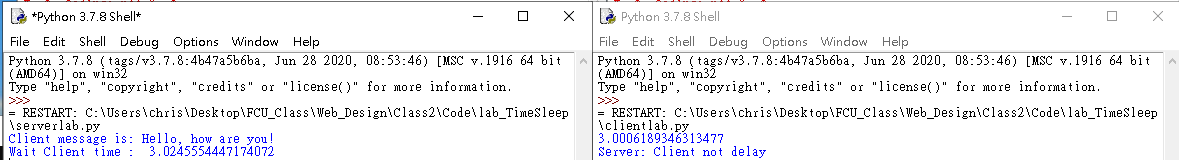 *Python 3.7.8 Shell*
File Edit Shell Debug Options Window Help
Python 3.7.8 (tags/v3.7.8:4b47a5b6ba, Jun 28 2020, 08:53:46) [MSC v.1916 64 bit
(AMD64)] on win32
Type "help", "copyright", "credits" or "license()" for more information.
>>>
= RESTART: C:\Users\chris\Desktop\FCU_Class\Web_Design\Class2\Code\lab_TimeSleep
\serverlab.py
Client message is: Hello, how are you!
Wait Client time :  3.0245554447174072
Python 3.7.8 Shell
File Edit Shell Debug Options Window Help
Python 3.7.8 (tags/v3.7.8:4b47a5b6ba, Jun 28 2020, 08:53:46) [MSC v.1916 64 bit
(AMD64)] on win32
Type "help", "copyright", "credits" or "license()" for more information.
>>>
= RESTART: C:\Users\chris\Desktop\FCU_Class\Web_Design\Class2\Code\lab_TimeSleep
\clientlab.py
3.0006189346313477
Server: Client not delay